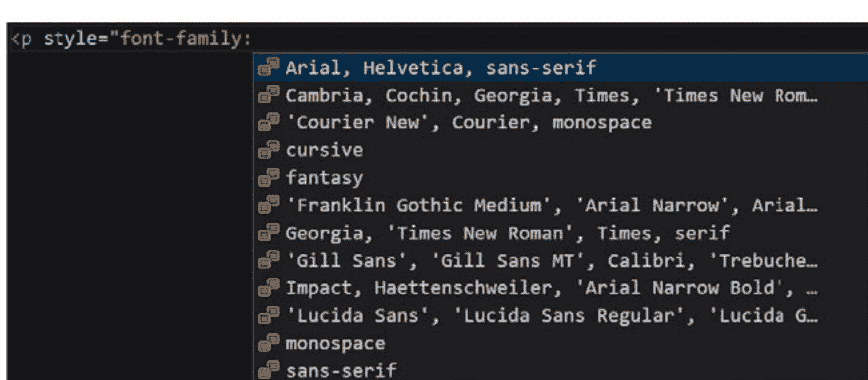 <p style="font-family:
Arial, Helvetica, sans-serif
Cambria, Cochin, Georgia, Times, 'Times New Rom…
'Courier New', Courier, monospace
cursive
fantasy
'Franklin Gothic Medium', 'Arial Narrow', Arial…
Georgia, 'Times New Roman', Times, serif
'Gill Sans', 'Gill Sans MT', Calibri, 'Trebuche…
Impact, Haettenschweiler, 'Arial Narrow Bold', …
'Lucida Sans', 'Lucida Sans Regular', 'Lucida G…
monospace
sans-serif